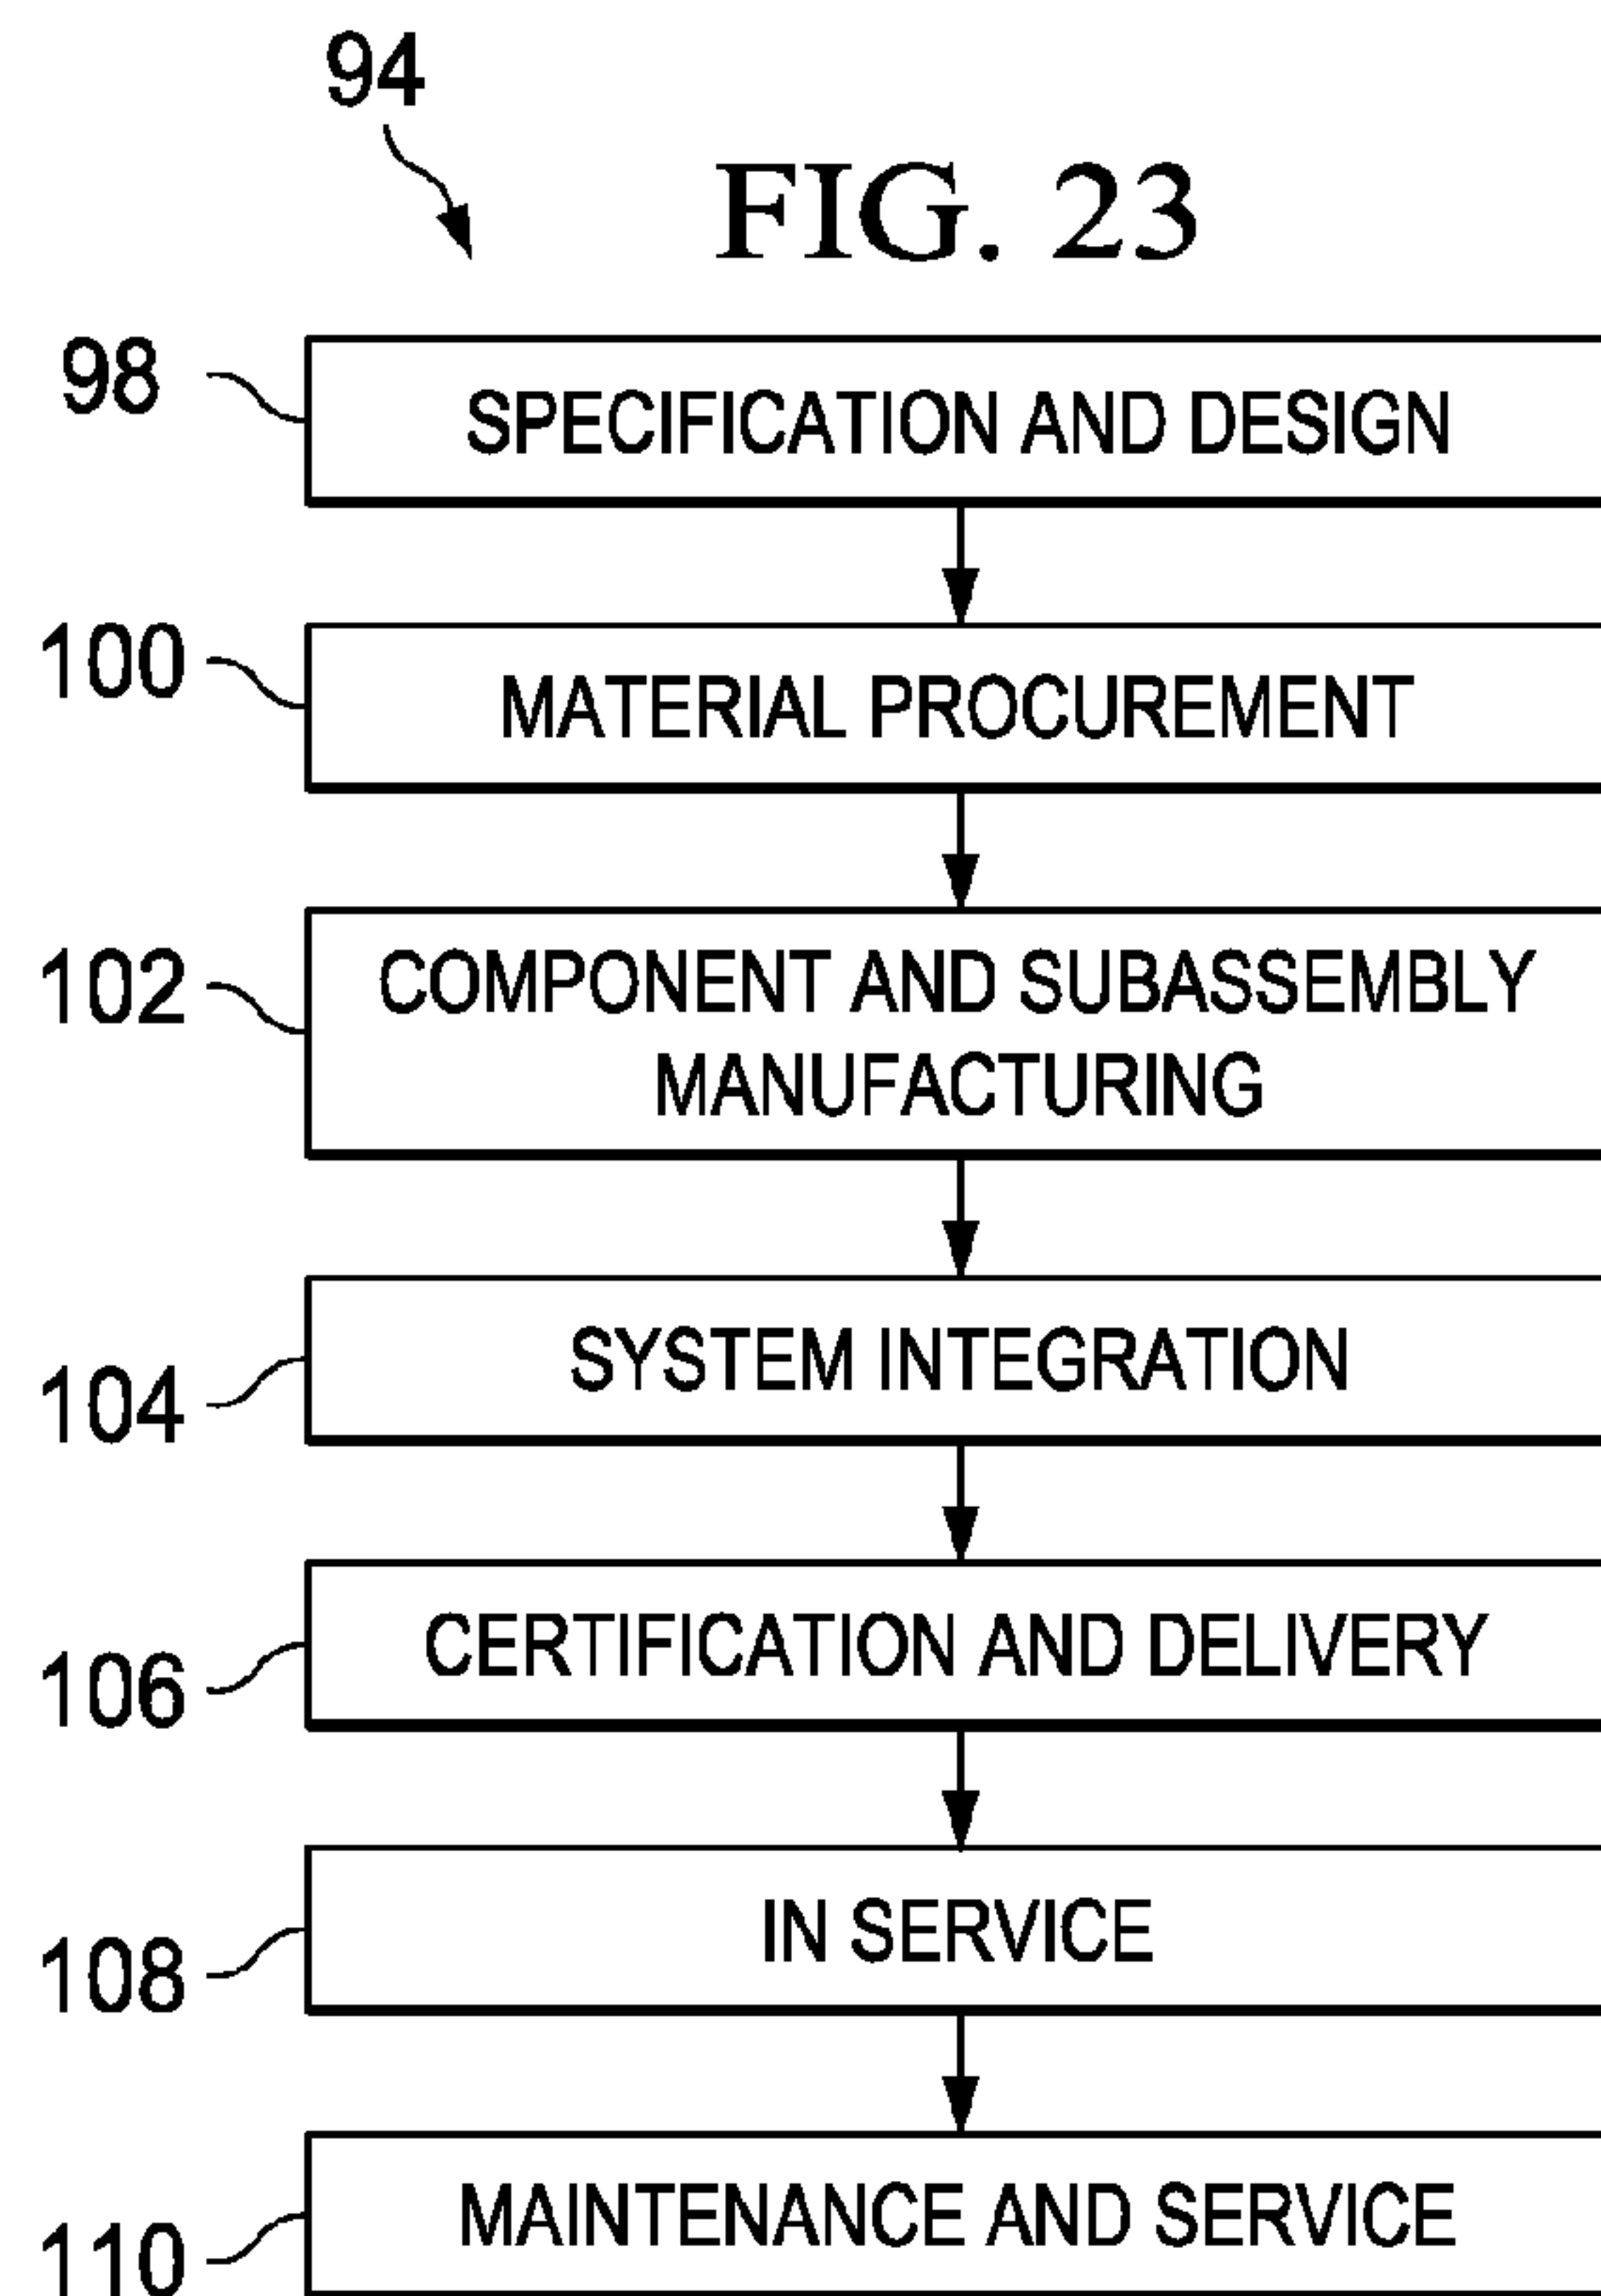 94
FIG. 23
98
SPECIFICATION AND DESIGN
100
MATERIAL PROCUREMENT
102
COMPONENT AND SUBASSEMBLY
MANUFACTURING
104
SYSTEM INTEGRATION
106
CERTIFICATION AND DELIVERY
108
IN SERVICE
110
MAINTENANCE AND SERVICE